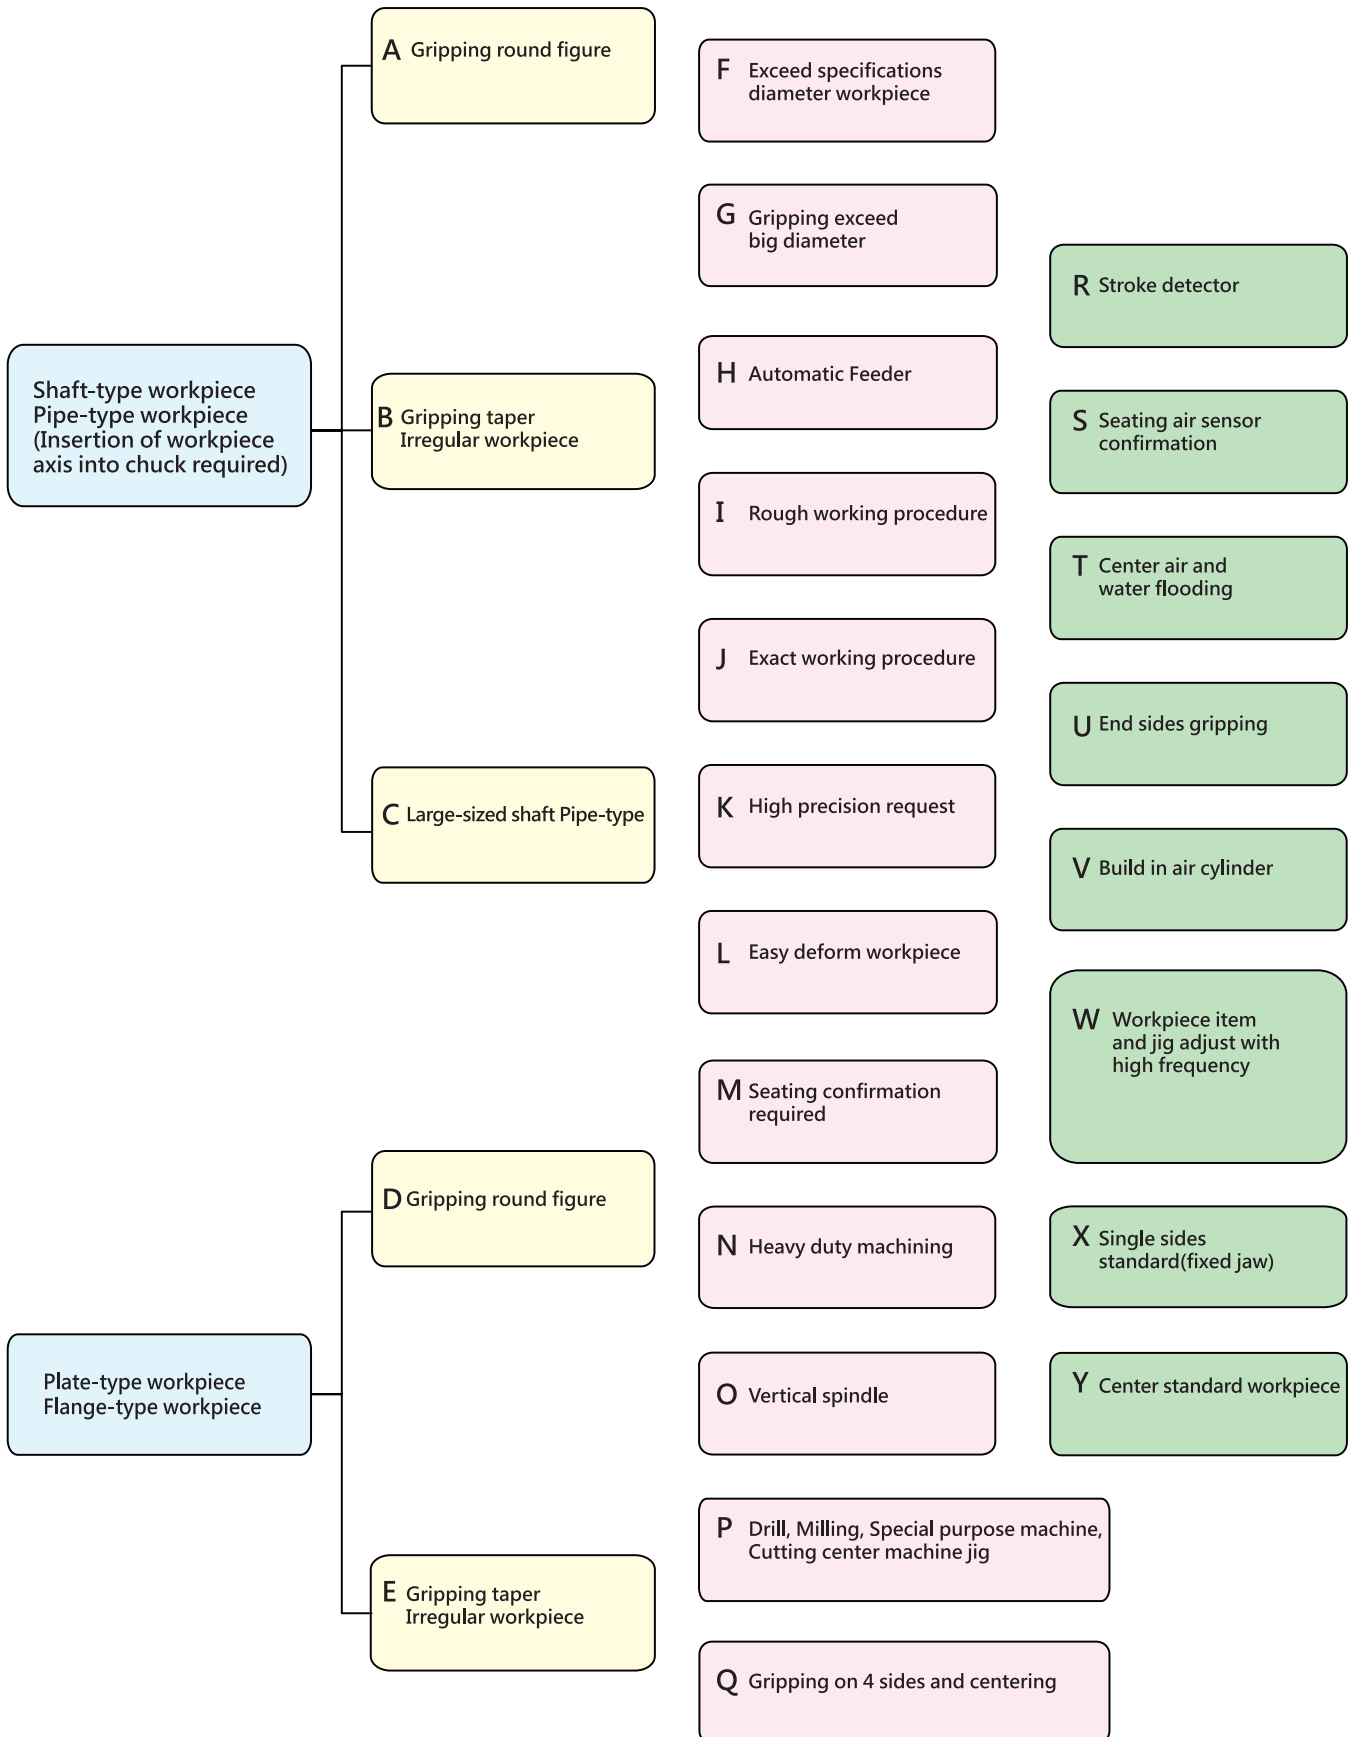 Shaft-type workpiece
Pipe-type workpiece
(Insertion of workpiece
axis into chuck required)
Plate-type workpiece
Flange-type workpiece
A Gripping round figure
B Gripping taper
Irregular workpiece
C Large-sized shaft Pipe-type
D Gripping round figure
E Gripping taper
Irregular workpiece
F Exceed specifications
diameter workpiece
G Gripping exceed
big diameter
H Automatic Feeder
I Rough working procedure
J Exact working procedure
K High precision request
L Easy deform workpiece
M Seating confirmation
required
N Heavy duty machining
O Vertical spindle
P Drill, Milling, Special purpose machine,
Cutting center machine jig
Q Gripping on 4 sides and centering
R Stroke detector
S Seating air sensor
confirmation
T Center air and
water flooding
U End sides gripping
V Build in air cylinder
W Workpiece item
and jig adjust with
high frequency
X Single sides
standard(fixed jaw)
Y Center standard workpiece